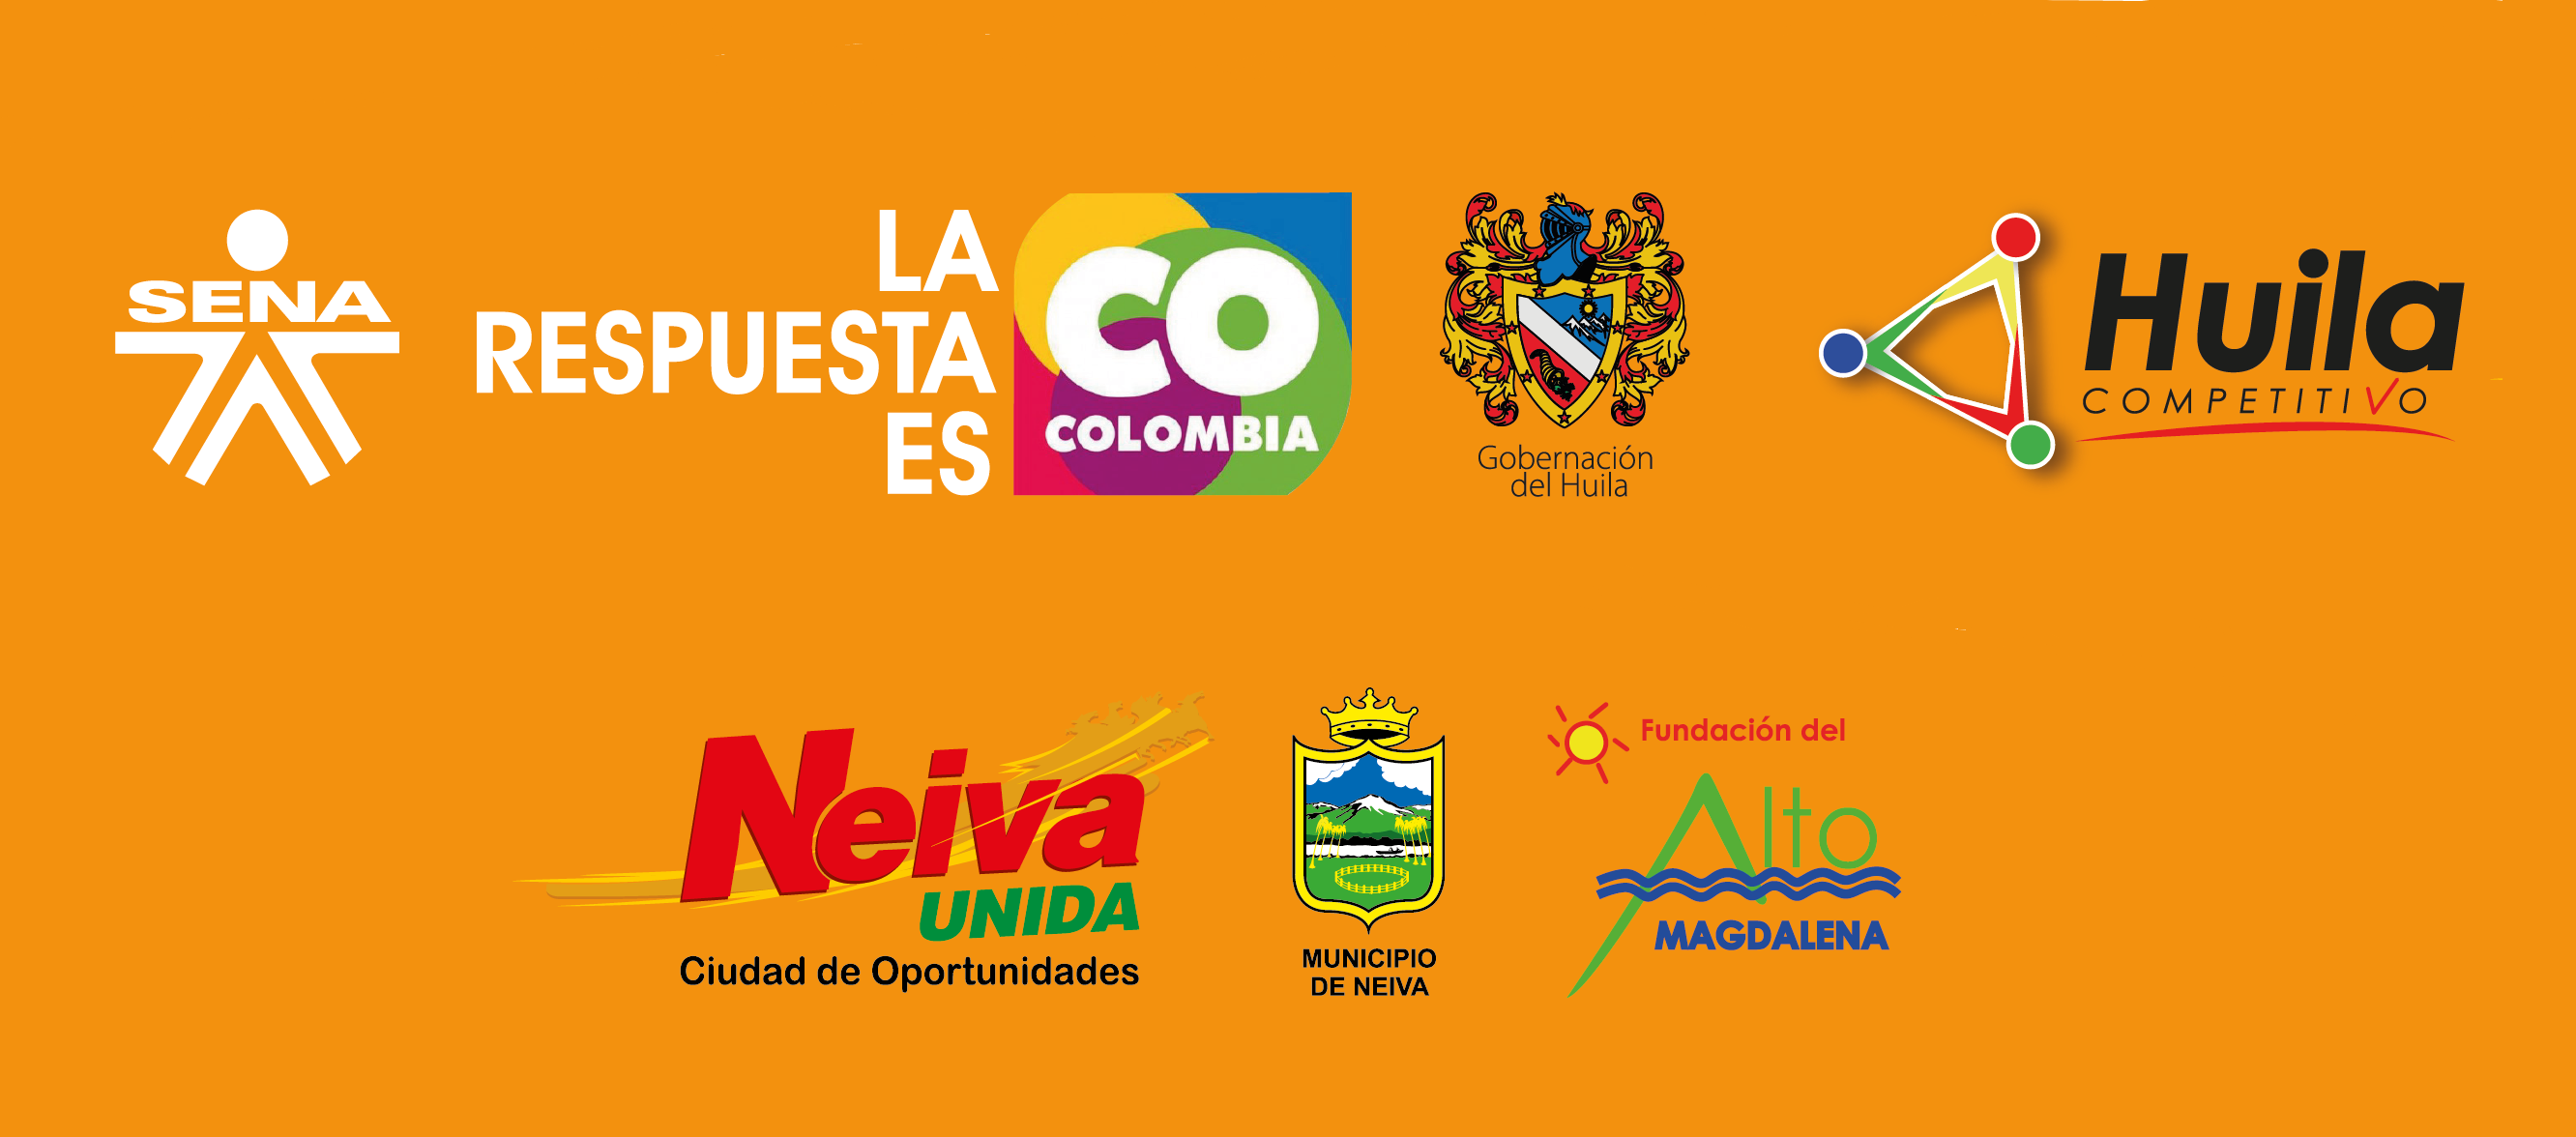 SENA
LA
RESPUESTA
ES
CO
COLOMBIA
Gobernación
del Huila
Huila
COMPETITIVO
Neiva
UNIDA
Ciudad de Oportunidades
MUNICIPIO
DE NEIVA
Fundación del
Alto
MAGDALENA